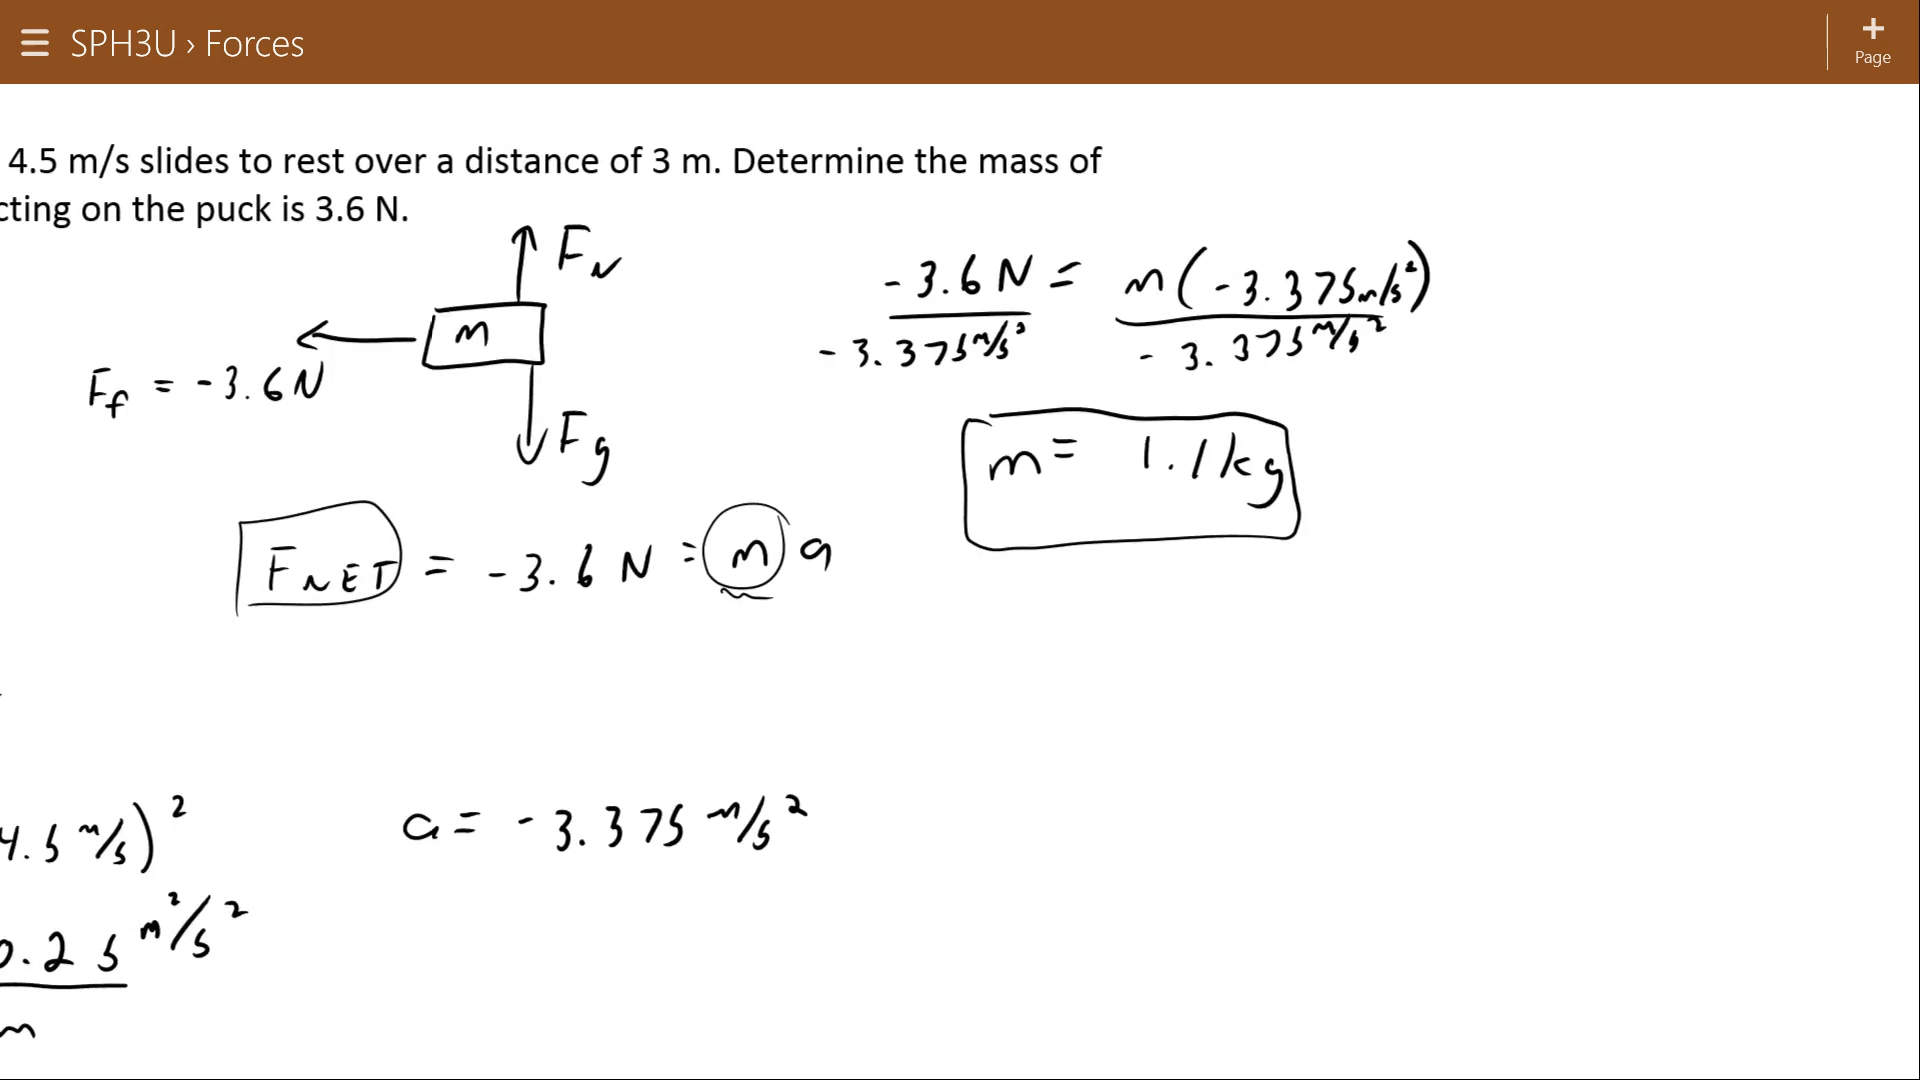 SPH3U › Forces
+
Page
4.5 m/s slides to rest over a distance of 3 m. Determine the mass of
cting on the puck is 3.6 N.
F_N
m
F_f = -3.6 N
F_g
F_NET = -3.6 N = m a
-3.6 N = m(-3.375 m/s²)
-3.375 m/s² -3.375 m/s²
m = 1.1 kg
4.5 m/s)²
a = -3.375 m/s²
0.25 m²/s²
m